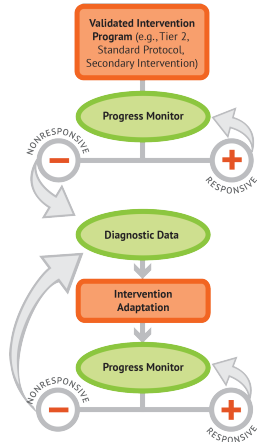 Validated Intervention
Program (e.g., Tier 2,
Standard Protocol,
Secondary Intervention)
Progress Monitor
NONRESPONSIVE
RESPONSIVE
Diagnostic Data
Intervention
Adaptation
Progress Monitor
NONRESPONSIVE
RESPONSIVE